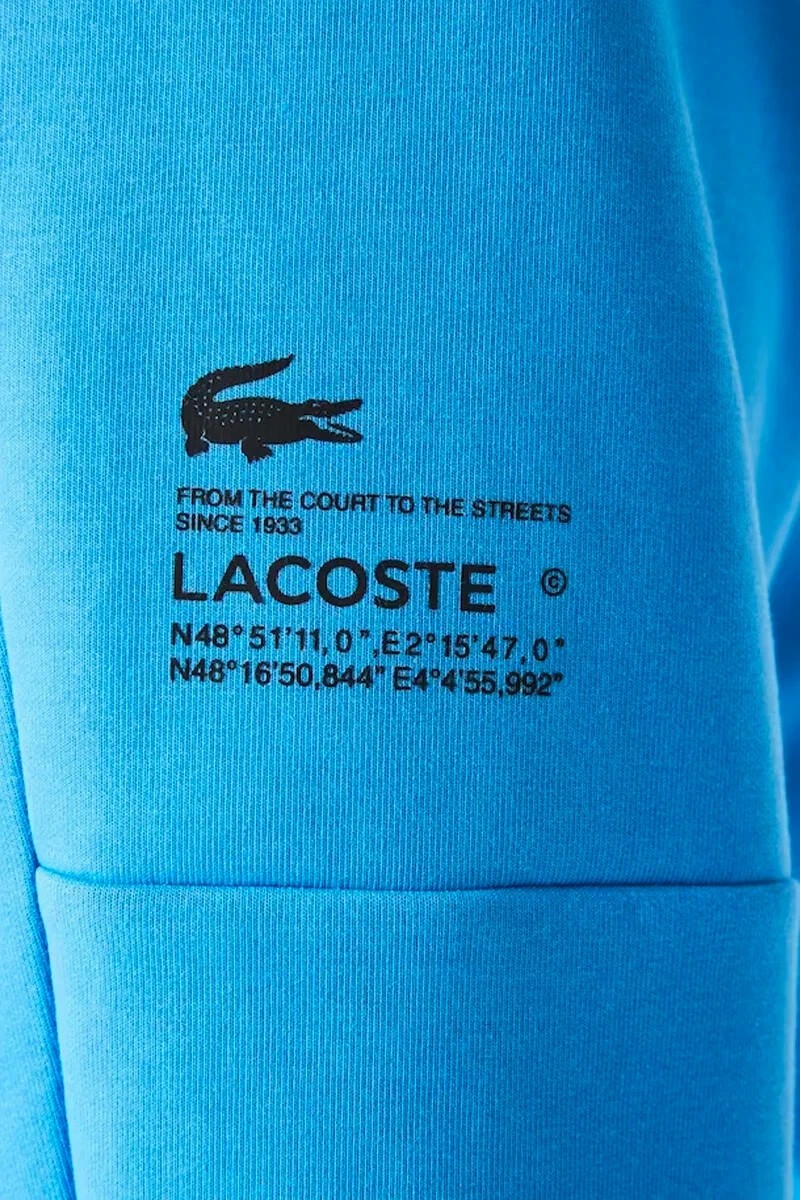 FROM THE COURT TO THE STREETS
SINCE 1933
LACOSTE ©
N48°51'11,0",E2°15'47,0"
N48°16'50,844" E4°4'55,992"